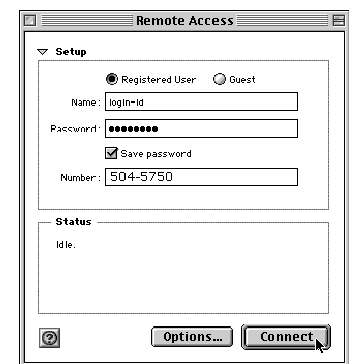 Remote Access
Setup
Registered User Guest
Name: login-id
Password: ●●●●●●●●
Save password
Number: 504-5750
Status
Idle.
? Options... Connect